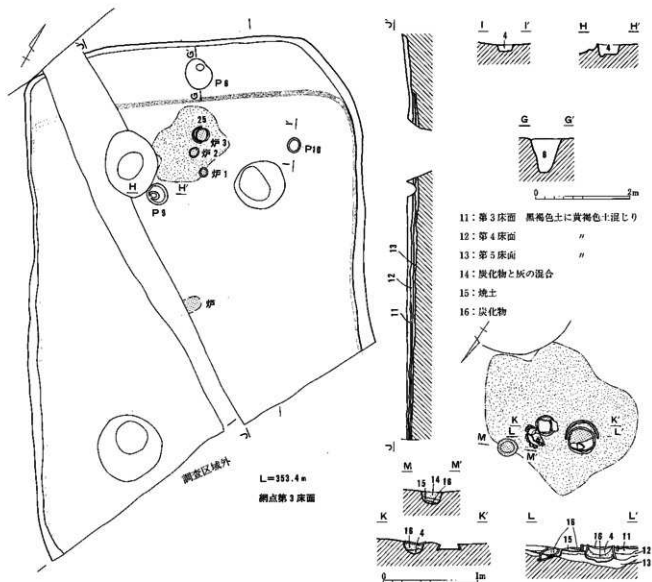 J'
G'
P8
G
25
炉3
炉2
炉1
I'
I
P10
H
H'
P9
炉
J
調査区域外
L=353.4m
網点第3床面
J'
13
12
11
J
I I'
4
H H'
4
G G'
8
0 2m
11：第3床面 黒褐色土に黄褐色土混じり
12：第4床面 〃
13：第5床面 〃
14：炭化物と灰の混合
15：焼土
16：炭化物
K K'
L L'
M M'
M M'
15 14 16
K K'
16 4
L L'
16 15 16 4 11
12
13
0 1m